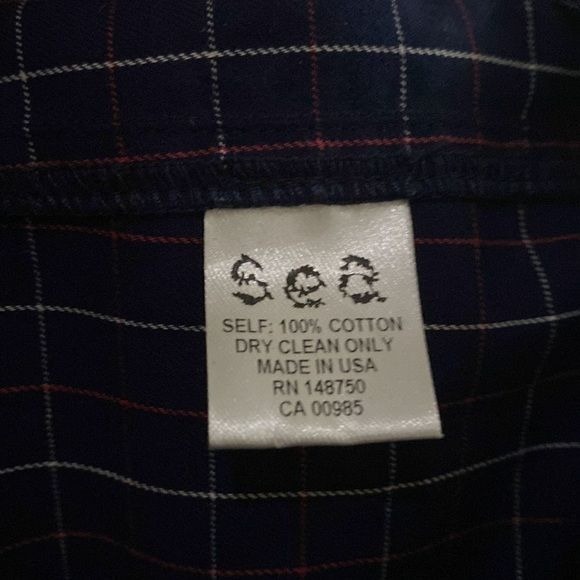 Sea
SELF: 100% COTTON
DRY CLEAN ONLY
MADE IN USA
RN 148750
CA 00985